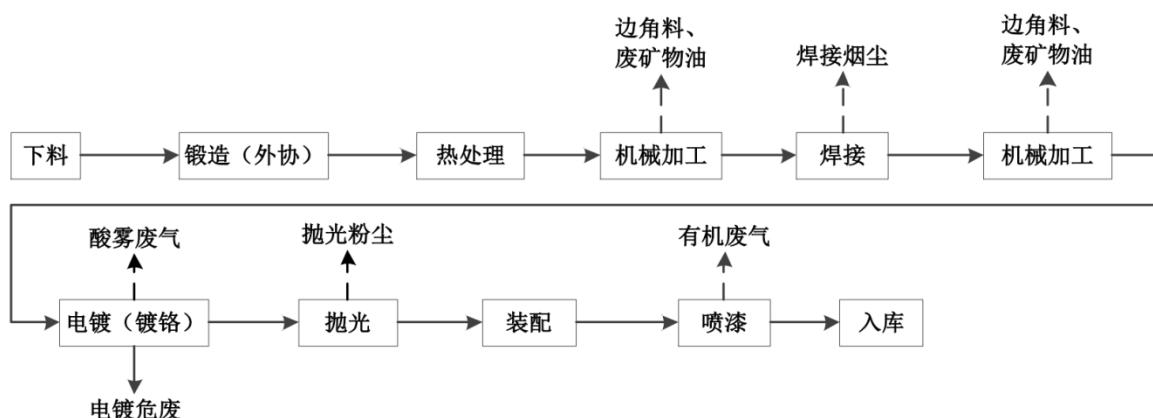 边角料、
废矿物油
焊接烟尘
边角料、
废矿物油
下料
锻造（外协）
热处理
机械加工
焊接
机械加工
酸雾废气
抛光粉尘
有机废气
电镀（镀铬）
抛光
装配
喷漆
入库
电镀危废